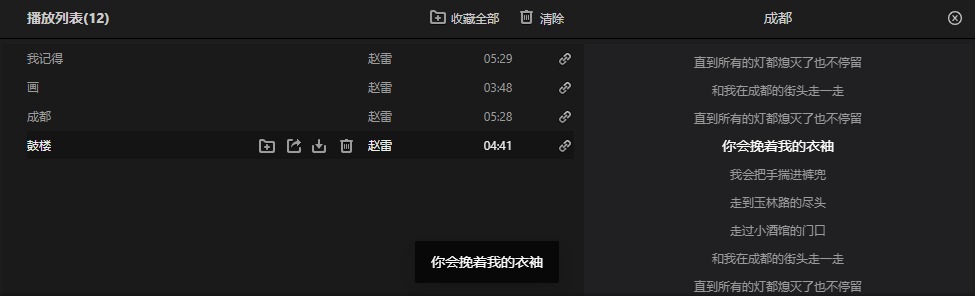 播放列表(12) 收藏全部 清除 成都
我记得 赵雷 05:29
画 赵雷 03:48
成都 赵雷 05:28
鼓楼 赵雷 04:41
直到所有的灯都熄灭了也不停留
和我在成都的街头走一走
直到所有的灯都熄灭了也不停留
你会挽着我的衣袖
我会把手揣进裤兜
走到玉林路的尽头
走过小酒馆的门口
和我在成都的街头走一走
直到所有的灯都熄灭了也不停留
你会挽着我的衣袖